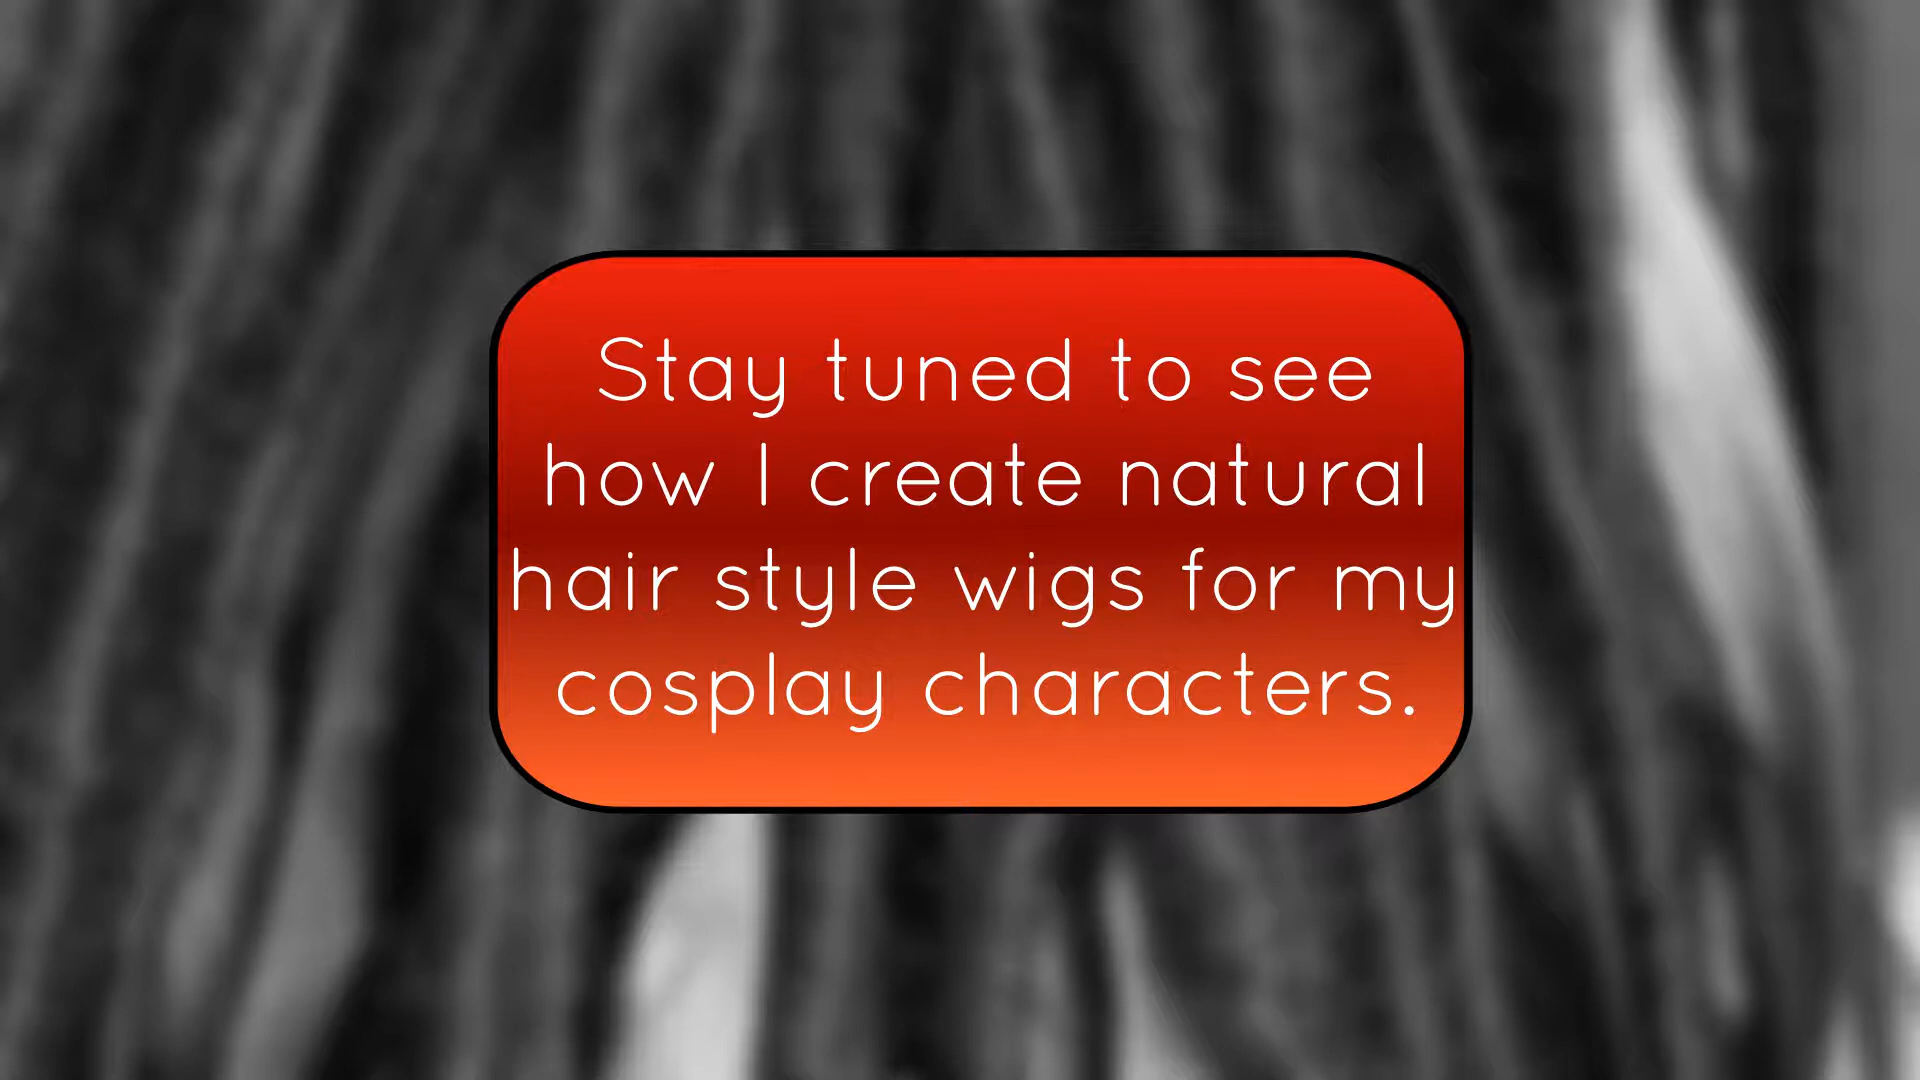 Stay tuned to see
how I create natural
hair style wigs for my
cosplay characters.